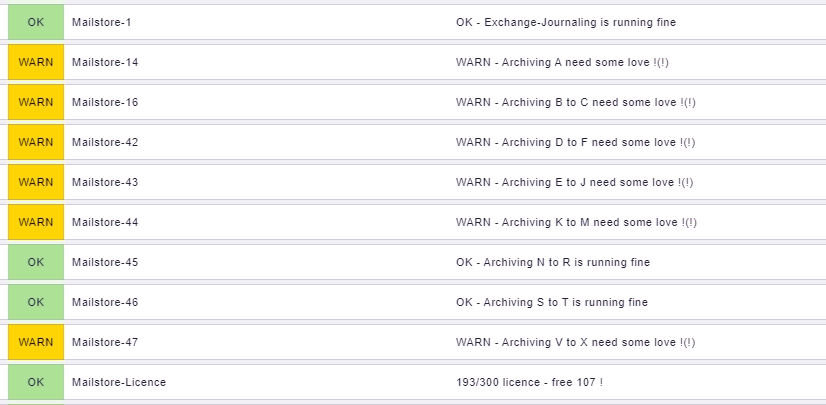 OK Mailstore-1 OK - Exchange-Journaling is running fine
WARN Mailstore-14 WARN - Archiving A need some love !(!)
WARN Mailstore-16 WARN - Archiving B to C need some love !(!)
WARN Mailstore-42 WARN - Archiving D to F need some love !(!)
WARN Mailstore-43 WARN - Archiving E to J need some love !(!)
WARN Mailstore-44 WARN - Archiving K to M need some love !(!)
OK Mailstore-45 OK - Archiving N to R is running fine
OK Mailstore-46 OK - Archiving S to T is running fine
WARN Mailstore-47 WARN - Archiving V to X need some love !(!)
OK Mailstore-Licence 193/300 licence - free 107 !